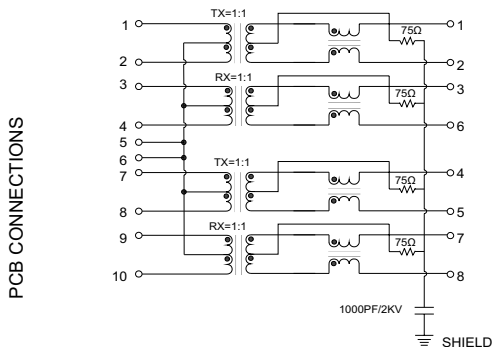 PCB CONNECTIONS
TX=1:1
1
1
75Ω
2
2
RX=1:1
3
3
75Ω
4
6
5
6
TX=1:1
7
4
75Ω
8
5
RX=1:1
9
7
75Ω
10
8
1000PF/2KV
SHIELD